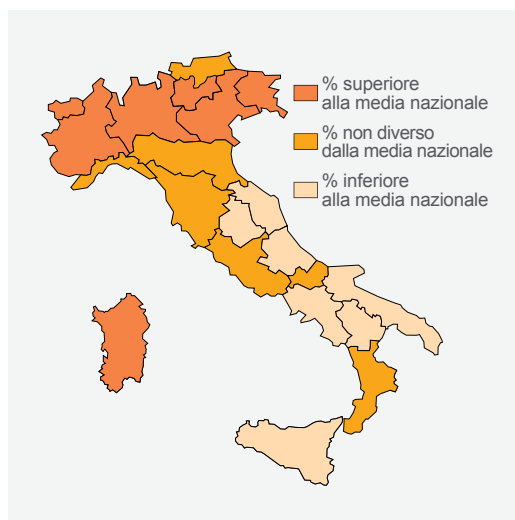 % superiore
alla media nazionale
% non diverso
dalla media nazionale
% inferiore
alla media nazionale